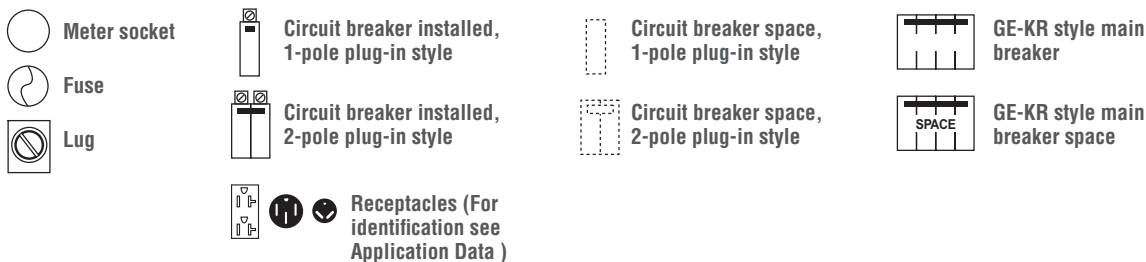 Meter socket
Fuse
Lug
Circuit breaker installed,
1-pole plug-in style
Circuit breaker installed,
2-pole plug-in style
Receptacles (For
identification see
Application Data )
Circuit breaker space,
1-pole plug-in style
Circuit breaker space,
2-pole plug-in style
GE-KR style main
breaker
SPACE
GE-KR style main
breaker space